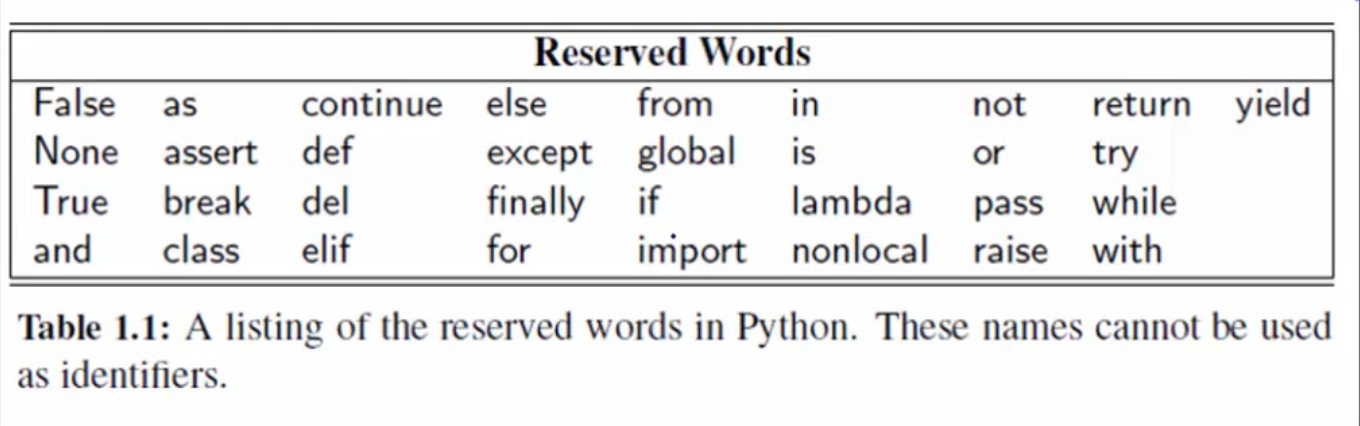 Reserved Words
False as continue else from in not return yield
None assert def except global is or try
True break del finally if lambda pass while
and class elif for import nonlocal raise with
Table 1.1: A listing of the reserved words in Python. These names cannot be used
as identifiers.